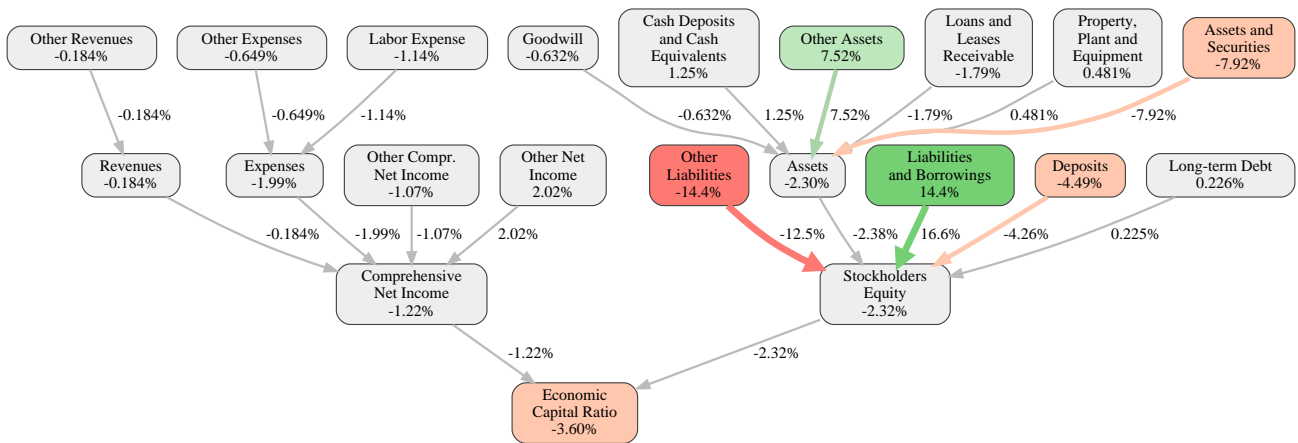 Other Revenues
-0.184%
Other Expenses
-0.649%
Labor Expense
-1.14%
Goodwill
-0.632%
Cash Deposits
and Cash
Equivalents
1.25%
Other Assets
7.52%
Loans and
Leases
Receivable
-1.79%
Property,
Plant and
Equipment
0.481%
Assets and
Securities
-7.92%
-0.184%
-0.649%
-1.14%
-0.632%
1.25%
7.52%
-1.79%
0.481%
-7.92%
Revenues
-0.184%
Expenses
-1.99%
Other Compr.
Net Income
-1.07%
Other Net
Income
2.02%
Other
Liabilities
-14.4%
Assets
-2.30%
Liabilities
and Borrowings
14.4%
Deposits
-4.49%
Long-term Debt
0.226%
-0.184%
-1.99%
-1.07%
2.02%
-12.5%
-2.38%
16.6%
-4.26%
0.225%
Comprehensive
Net Income
-1.22%
Stockholders
Equity
-2.32%
-1.22%
-2.32%
Economic
Capital Ratio
-3.60%